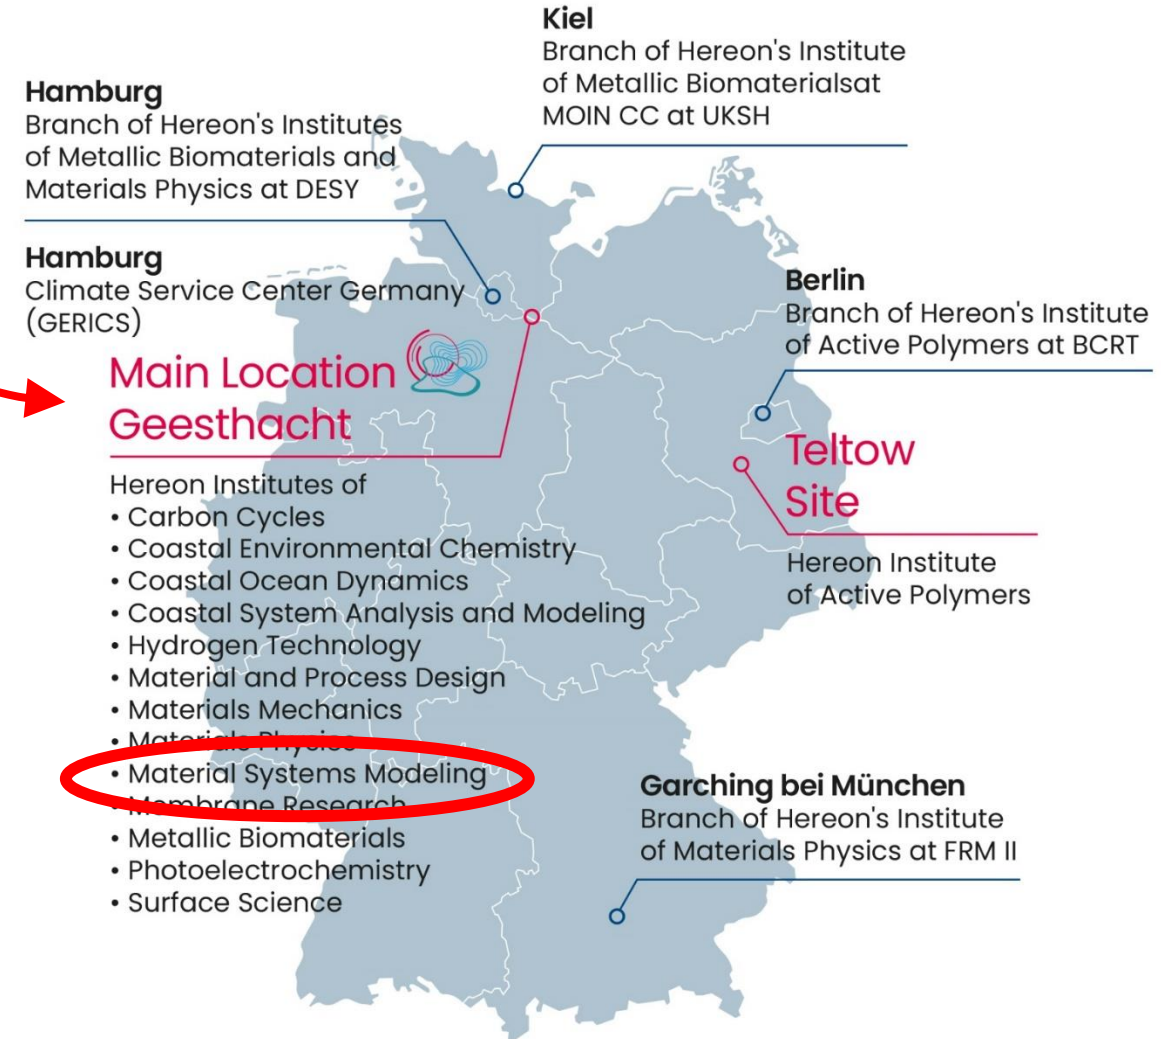 Kiel
Branch of Hereon's Institute
of Metallic Biomaterialsat
MOIN CC at UKSH
Hamburg
Branch of Hereon's Institutes
of Metallic Biomaterials and
Materials Physics at DESY
Hamburg
Climate Service Center Germany
(GERICS)
Berlin
Branch of Hereon's Institute
of Active Polymers at BCRT
Main Location
Geesthacht
Hereon Institutes of
• Carbon Cycles
• Coastal Environmental Chemistry
• Coastal Ocean Dynamics
• Coastal System Analysis and Modeling
• Hydrogen Technology
• Material and Process Design
• Materials Mechanics
• Materials Physics
• Material Systems Modeling
• Membrane Research
• Metallic Biomaterials
• Photoelectrochemistry
• Surface Science
Teltow
Site
Hereon Institute
of Active Polymers
Garching bei München
Branch of Hereon's Institute
of Materials Physics at FRM II